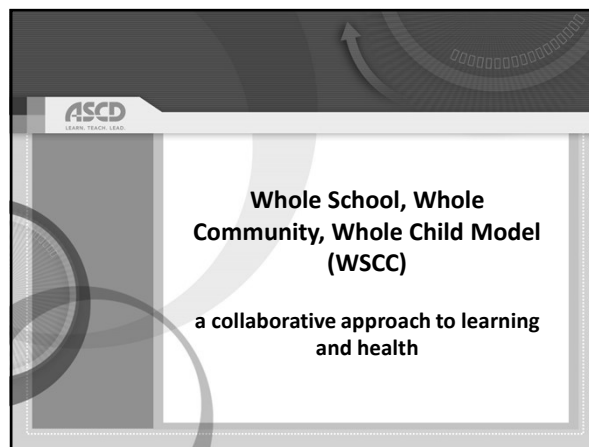 ASCD
LEARN. TEACH. LEAD.
Whole School, Whole
Community, Whole Child Model
(WSCC)
a collaborative approach to learning
and health